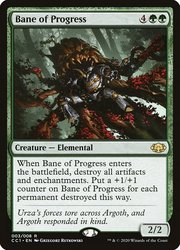 Bane of Progress 4
Creature — Elemental
When Bane of Progress enters
the battlefield, destroy all artifacts
and enchantments. Put a +1/+1
counter on Bane of Progress for
each permanent destroyed this way.
Urza's forces tore across Argoth, and
Argoth responded in kind.
2/2
003/008 R
CC1 • EN GRZEGORZ RUTKOWSKI
™ & © 2020 Wizards of the Coast